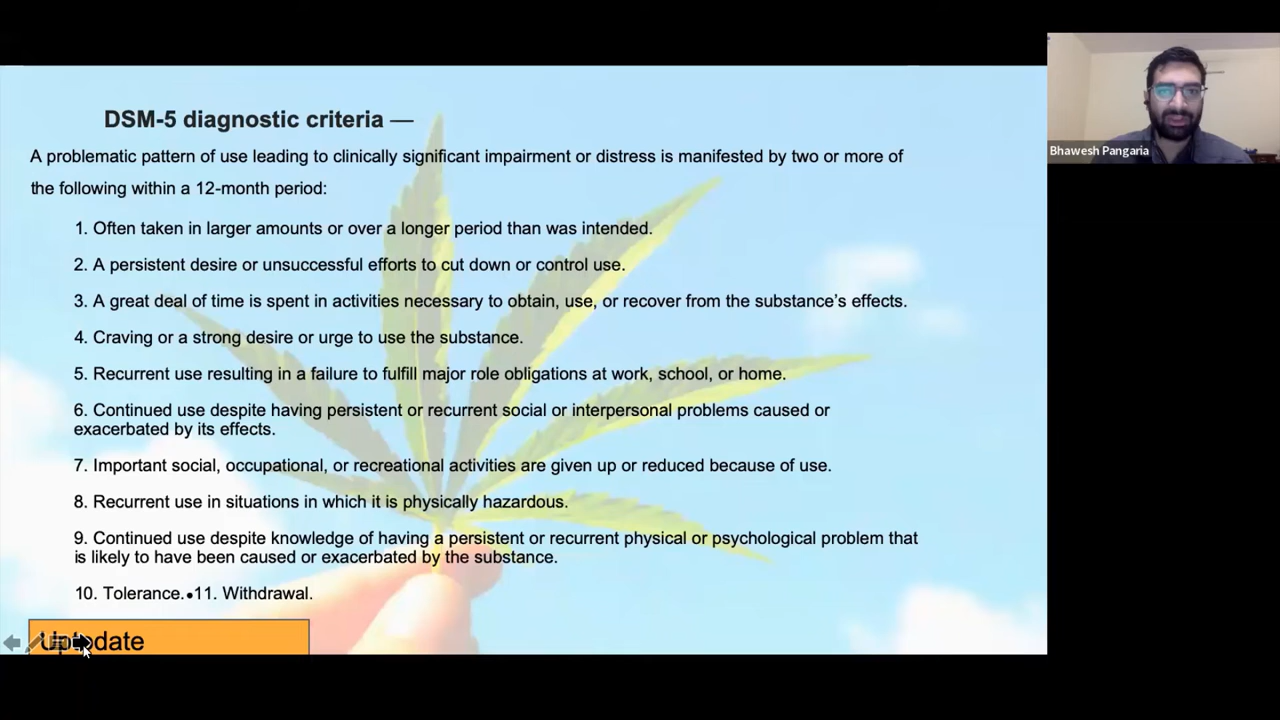 DSM-5 diagnostic criteria —
A problematic pattern of use leading to clinically significant impairment or distress is manifested by two or more of
the following within a 12-month period:
1. Often taken in larger amounts or over a longer period than was intended.
2. A persistent desire or unsuccessful efforts to cut down or control use.
3. A great deal of time is spent in activities necessary to obtain, use, or recover from the substance’s effects.
4. Craving or a strong desire or urge to use the substance.
5. Recurrent use resulting in a failure to fulfill major role obligations at work, school, or home.
6. Continued use despite having persistent or recurrent social or interpersonal problems caused or
exacerbated by its effects.
7. Important social, occupational, or recreational activities are given up or reduced because of use.
8. Recurrent use in situations in which it is physically hazardous.
9. Continued use despite knowledge of having a persistent or recurrent physical or psychological problem that
is likely to have been caused or exacerbated by the substance.
10. Tolerance.•11. Withdrawal.
Uptodate
Bhawesh Pangaria